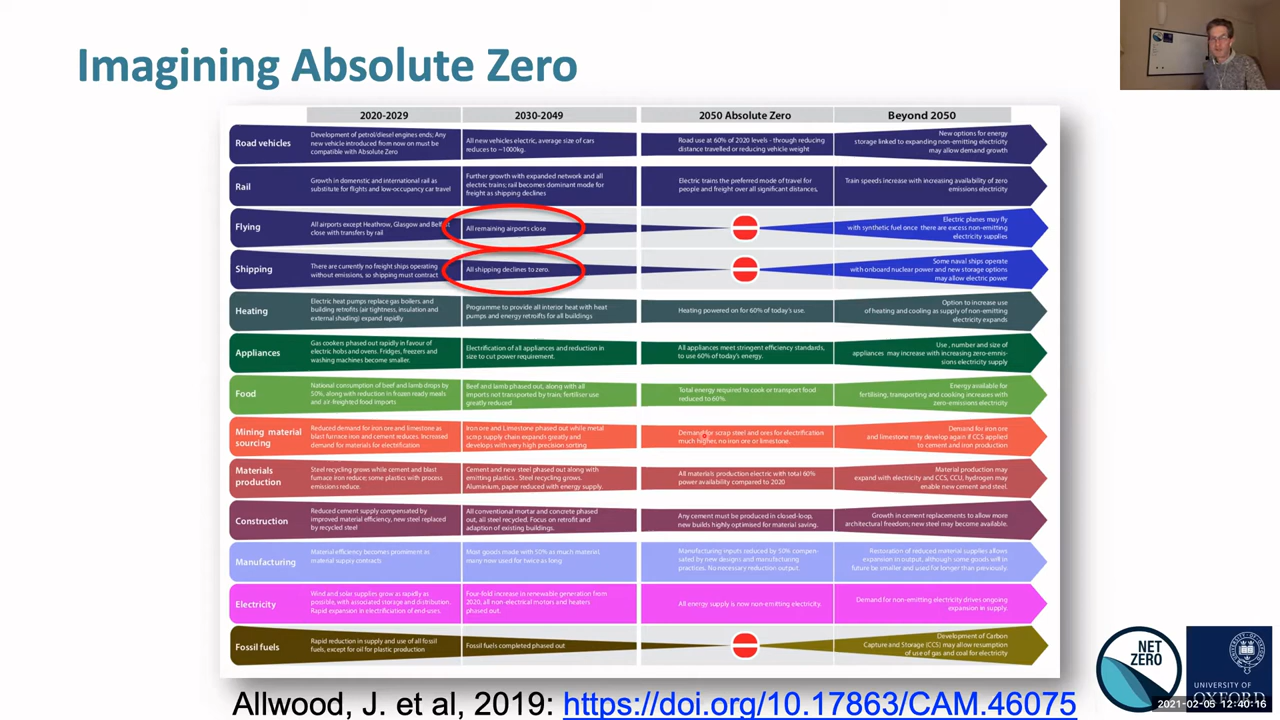 Imagining Absolute Zero
2020-2029
2030-2049
2050 Absolute Zero
Beyond 2050
Road vehicles
Development of petrol/diesel engines ends; Any
new vehicle introduced from now on must be
compatible with Absolute Zero
All new vehicles electric, average size of cars
reduces to ~1000kg.
Road use at 60% of 2020 levels - through reducing
distance travelled or reducing vehicle weight
New options for energy
storage linked to expanding non-emitting electricity
may allow demand growth
Rail
Growth in domestic and international rail as
substitute for flights and low-occupancy car travel
Further growth with expanded network and all
electric trains; rail becomes dominant mode for
freight as shipping declines
Electric trains the preferred mode of travel for
people and freight over all significant distances,
Train speeds increase with increasing availability of zero
emissions electricity
Flying
All airports except Heathrow, Glasgow and Belfast
close with transfers by rail
All remaining airports close
Electric planes may fly
with synthetic fuel once there are excess non-emitting
electricity supplies
Shipping
There are currently no freight ships operating
without emissions, so shipping must contract
All shipping declines to zero.
Some naval ships operate
with onboard nuclear power and new storage options
may allow electric power
Heating
Electric heat pumps replace gas boilers, and
building retrofits (air tightness, insulation and
external shading) expand rapidly
Programme to provide all interior heat with heat
pumps and energy retrofits for all buildings
Heating powered on for 60% of today's use.
Option to increase use
of heating and cooling as supply of non-emitting
electricity expands
Appliances
Gas cookers phased out rapidly in favour of
electric hobs and ovens. Fridges, freezers and
washing machines become smaller.
Electrification of all appliances and reduction in
size to cut power requirement.
All appliances meet stringent efficiency standards,
to use 60% of today's energy.
Use , number and size of
appliances may increase with increasing zero-emnis-
sions electricity supply
Food
National consumption of beef and lamb drops by
50%, along with reduction in frozen ready meals
and air-freighted food imports
Beef and lamb phased out, along with all
imports not transported by train; fertiliser use
greatly reduced
Total energy required to cook or transport food
reduced to 60%.
Energy available for
fertilising, transporting and cooking increases with
zero-emissions electricity
Mining material
sourcing
Reduced demand for iron ore and limestone as
blast furnace iron and cement reduces. Increased
demand for materials for electrification
Iron ore and Limestone phased out while metal
scrap supply chain expands greatly and
develops with very high precision sorting
Demand for scrap steel and ores for electrification
much higher, no iron ore or limestone.
Demand for iron ore
and limestone may develop again if CCS applied
to cement and iron production
Materials
production
Steel recycling grows while cement and blast
furnace iron reduce; some plastics with process
emissions reduce.
Cement and new steel phased out along with
emitting plastics . Steel recycling grows.
Aluminium, paper reduced with energy supply.
All materials production electric with total 60%
power availability compared to 2020
Material production may
expand with electricity and CCS, CCU, hydrogen may
enable new cement and steel.
Construction
Reduced cement supply compensated by
improved material efficiency, new steel replaced
by recycled steel
All conventional mortar and concrete phased
out, all steel recycled. Focus on retrofit and
adaption of existing buildings.
Any cement must be produced in closed-loop,
new builds highly optimised for material saving.
Growth in cement replacements to allow more
architectural freedom; new steel may become available.
Manufacturing
Material efficiency becomes prominent as
material supply contracts
Most goods made with 50% as much material,
many now used for twice as long
Manufacturing inputs reduced by 50% compen-
sated by new designs and manufacturing
practices. No necessary reduction output.
Restoration of reduced material supplies allows
expansion in output, although some goods will in
future be smaller and used for longer than previously.
Electricity
Wind and solar supplies grow as rapidly as
possible, with associated storage and distribution.
Rapid expansion in electrification of end-uses.
Four-fold increase in renewable generation from
2020, all non-electrical motors and heaters
phased out.
All energy supply is now non-emitting electricity.
Demand for non-emitting electricity drives ongoing
expansion in supply.
Fossil fuels
Rapid reduction in supply and use of all fossil
fuels, except for oil for plastic production
Fossil fuels completed phased out
Development of Carbon
Capture and Storage (CCS) may allow resumption
of use of gas and coal for electricity
Allwood, J. et al, 2019: https://doi.org/10.17863/CAM.46075
NET
ZERO
UNIVERSITY OF
OXFORD
2021-02-05 12:40:16